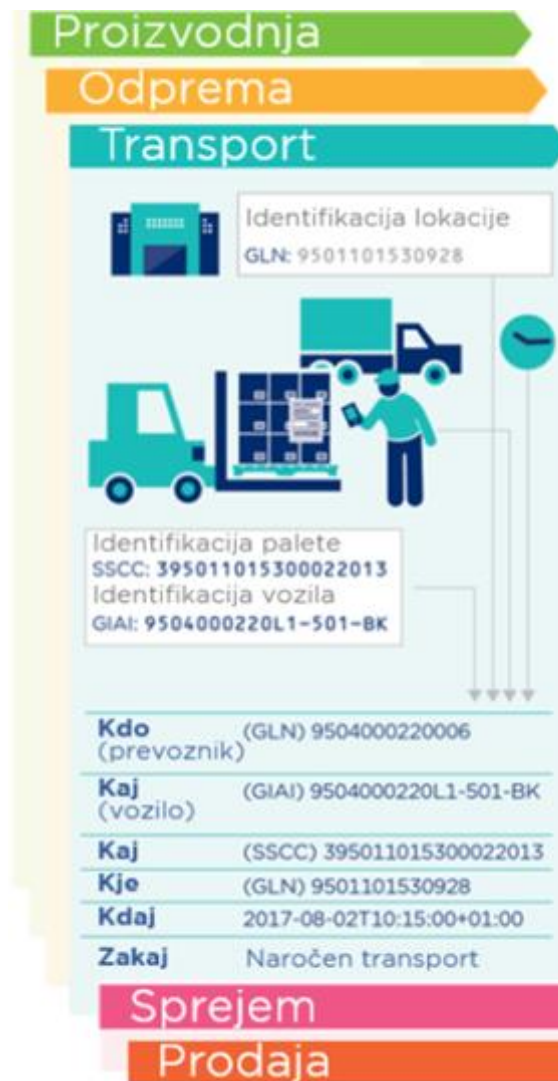 Proizvodnja
Odprema
Transport
Identifikacija lokacije
GLN: 9501101530928
Identifikacija palete
SSCC: 395011015300022013
Identifikacija vozila
GIAI: 9504000220L1-501-BK
Kdo (GLN) 9504000220006
(prevoznik)
Kaj (GIAI) 9504000220L1-501-BK
(vozilo)
Kaj (SSCC) 395011015300022013
Kje (GLN) 9501101530928
Kdaj 2017-08-02T10:15:00+01:00
Zakaj Naročen transport
Sprejem
Prodaja